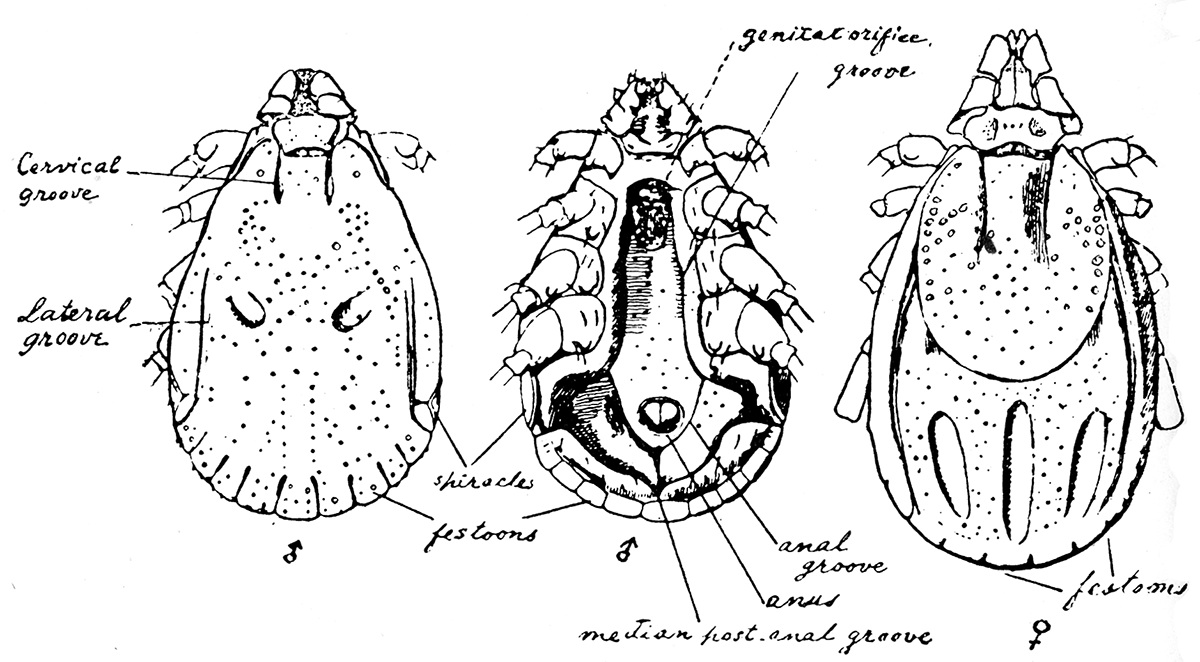 genital orifice.
groove
Cervical
groove
Lateral
groove
spiracles
festoons
anal
groove
anus
median post-anal groove
festoons
♂
♂
♀